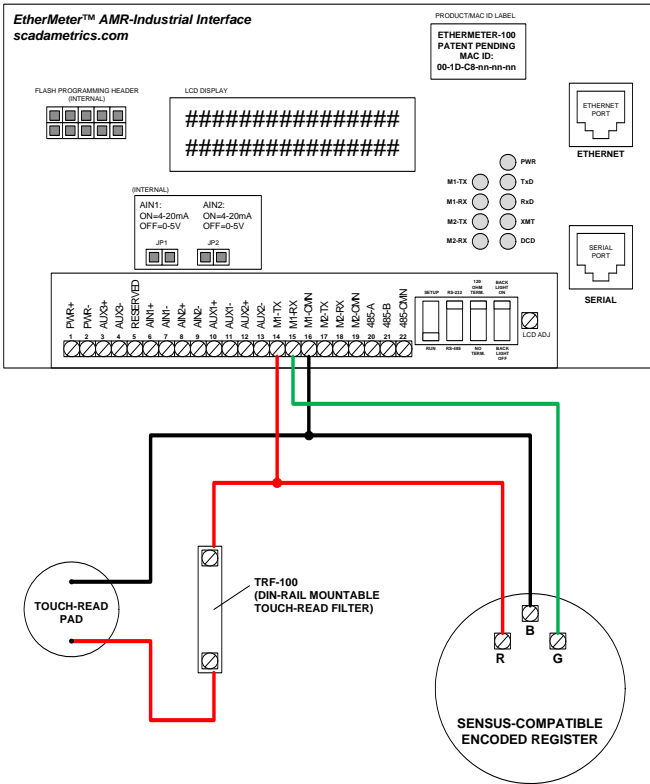 EtherMeter™ AMR-Industrial Interface
scadametrics.com
PRODUCT/MAC ID LABEL
ETHERMETER-100
PATENT PENDING
MAC ID:
00-1D-C8-nn-nn-nn
FLASH PROGRAMMING HEADER
(INTERNAL)
LCD DISPLAY
################
################
ETHERNET
PORT
ETHERNET
PWR
M1-TX TxD
M1-RX RxD
M2-TX XMT
M2-RX DCD
(INTERNAL)
AIN1: AIN2:
ON=4-20mA ON=4-20mA
OFF=0-5V OFF=0-5V
JP1 JP2
SERIAL
PORT
SERIAL
PWR+ PWR- AUX3+ AUX3- RESERVED AIN1+ AIN1- AIN2+ AIN2- AUX1+ AUX1- AUX2+ AUX2- M1-TX M1-RX M1-CMN M2-TX M2-RX M2-CMN 485-A 485-B 485-CMN
1 2 3 4 5 6 7 8 9 10 11 12 13 14 15 16 17 18 19 20 21 22
SETUP RS-232 120 OHM TERM. BACK LIGHT ON
RUN RS-485 NO TERM. BACK LIGHT OFF
LCD ADJ
TRF-100
(DIN-RAIL MOUNTABLE
TOUCH-READ FILTER)
TOUCH-READ
PAD
B
R G
SENSUS-COMPATIBLE
ENCODED REGISTER